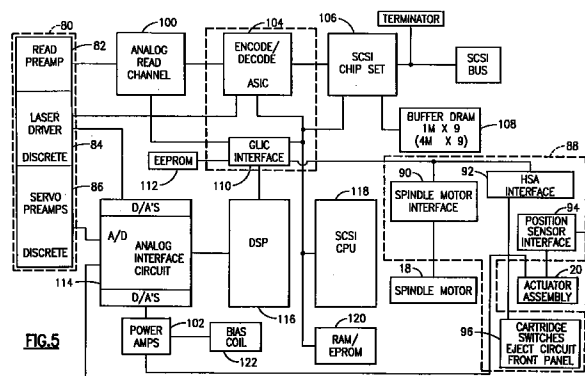 80
READ PREAMP
82
LASER DRIVER
DISCRETE
84
86
SERVO PREAMPS
DISCRETE
100
ANALOG READ CHANNEL
104
ENCODE/ DECODE
ASIC
106
SCSI CHIP SET
TERMINATOR
SCSI BUS
BUFFER DRAM
1M X 9
(4M X 9)
108
GLIC INTERFACE
110
EEPROM
112
88
90
SPINDLE MOTOR INTERFACE
92
HSA INTERFACE
94
POSITION SENSOR INTERFACE
18
SPINDLE MOTOR
20
ACTUATOR ASSEMBLY
96
CARTRIDGE SWITCHES
EJECT CIRCUIT
FRONT PANEL
D/A'S
A/D
ANALOG INTERFACE CIRCUIT
D/A'S
114
DSP
116
118
SCSI CPU
120
RAM/ EPROM
102
POWER AMPS
BIAS COIL
122
FIG.5